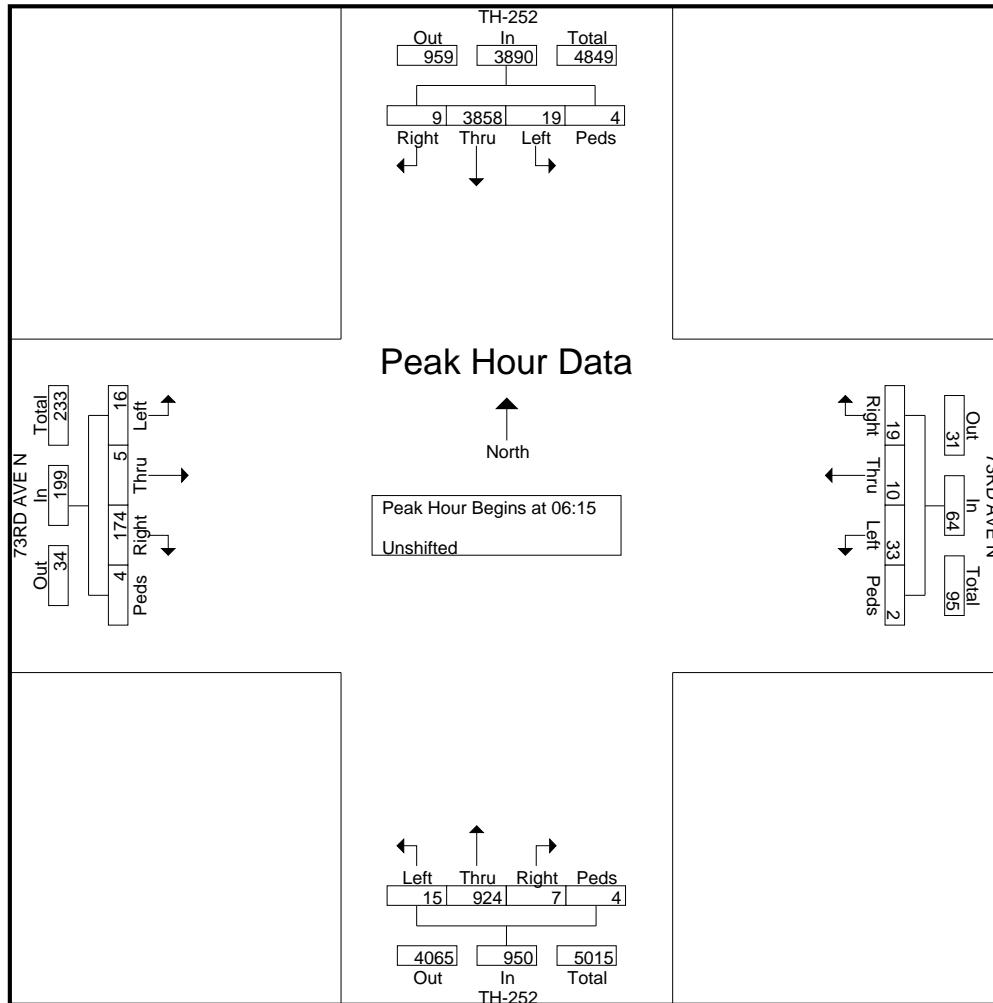 TH-252
Out In Total
959 3890 4849
9 3858 19 4
Right Thru Left Peds
Peak Hour Data
North
Peak Hour Begins at 06:15
Unshifted
73RD AVE N
Total In Out
233 199 34
16 5 174 4
Left Thru Right Peds
Right Thru Left Peds
19 10 33 2
Out In Total
31 64 95
73RD AVE N
Left Thru Right Peds
15 924 7 4
4065 950 5015
Out In Total
TH-252